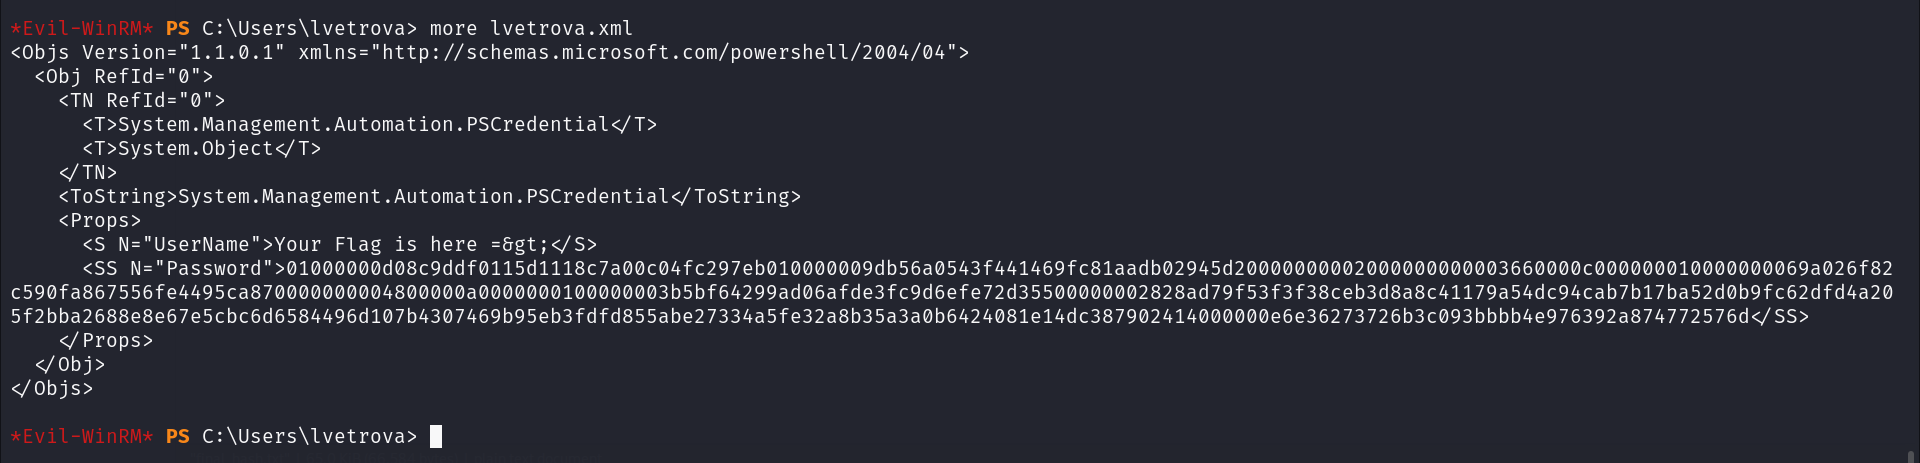 *Evil-WinRM* PS C:\Users\lvetrova> more lvetrova.xml
<Objs Version="1.1.0.1" xmlns="http://schemas.microsoft.com/powershell/2004/04">
  <Obj RefId="0">
    <TN RefId="0">
      <T>System.Management.Automation.PSCredential</T>
      <T>System.Object</T>
    </TN>
    <ToString>System.Management.Automation.PSCredential</ToString>
    <Props>
      <S N="UserName">Your Flag is here =&gt;</S>
      <SS N="Password">01000000d08c9ddf0115d1118c7a00c04fc297eb010000009db56a0543f441469fc81aadb02945d20000000002000000000003660000c000000010000000069a026f82
c590fa867556fe4495ca870000000004800000a0000000100000003b5bf64299ad06afde3fc9d6efe72d35500000002828ad79f53f3f38ceb3d8a8c41179a54dc94cab7b17ba52d0b9fc62dfd4a20
5f2bba2688e8e67e5cbc6d6584496d107b4307469b95eb3fdfd855abe27334a5fe32a8b35a3a0b6424081e14dc387902414000000e6e36273726b3c093bbbb4e976392a874772576d</SS>
    </Props>
  </Obj>
</Objs>
*Evil-WinRM* PS C:\Users\lvetrova>